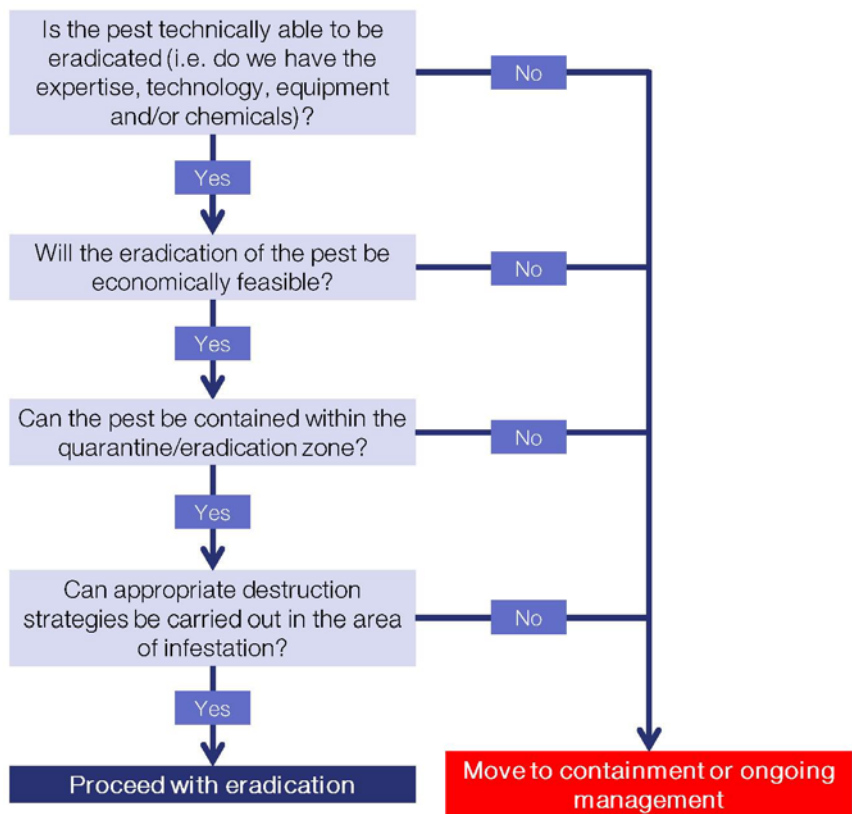 Is the pest technically able to be
eradicated (i.e. do we have the
expertise, technology, equipment
and/or chemicals)?
No
Yes
Will the eradication of the pest be
economically feasible?
No
Yes
Can the pest be contained within the
quarantine/eradication zone?
No
Yes
Can appropriate destruction
strategies be carried out in the area
of infestation?
No
Yes
Proceed with eradication
Move to containment or ongoing
management